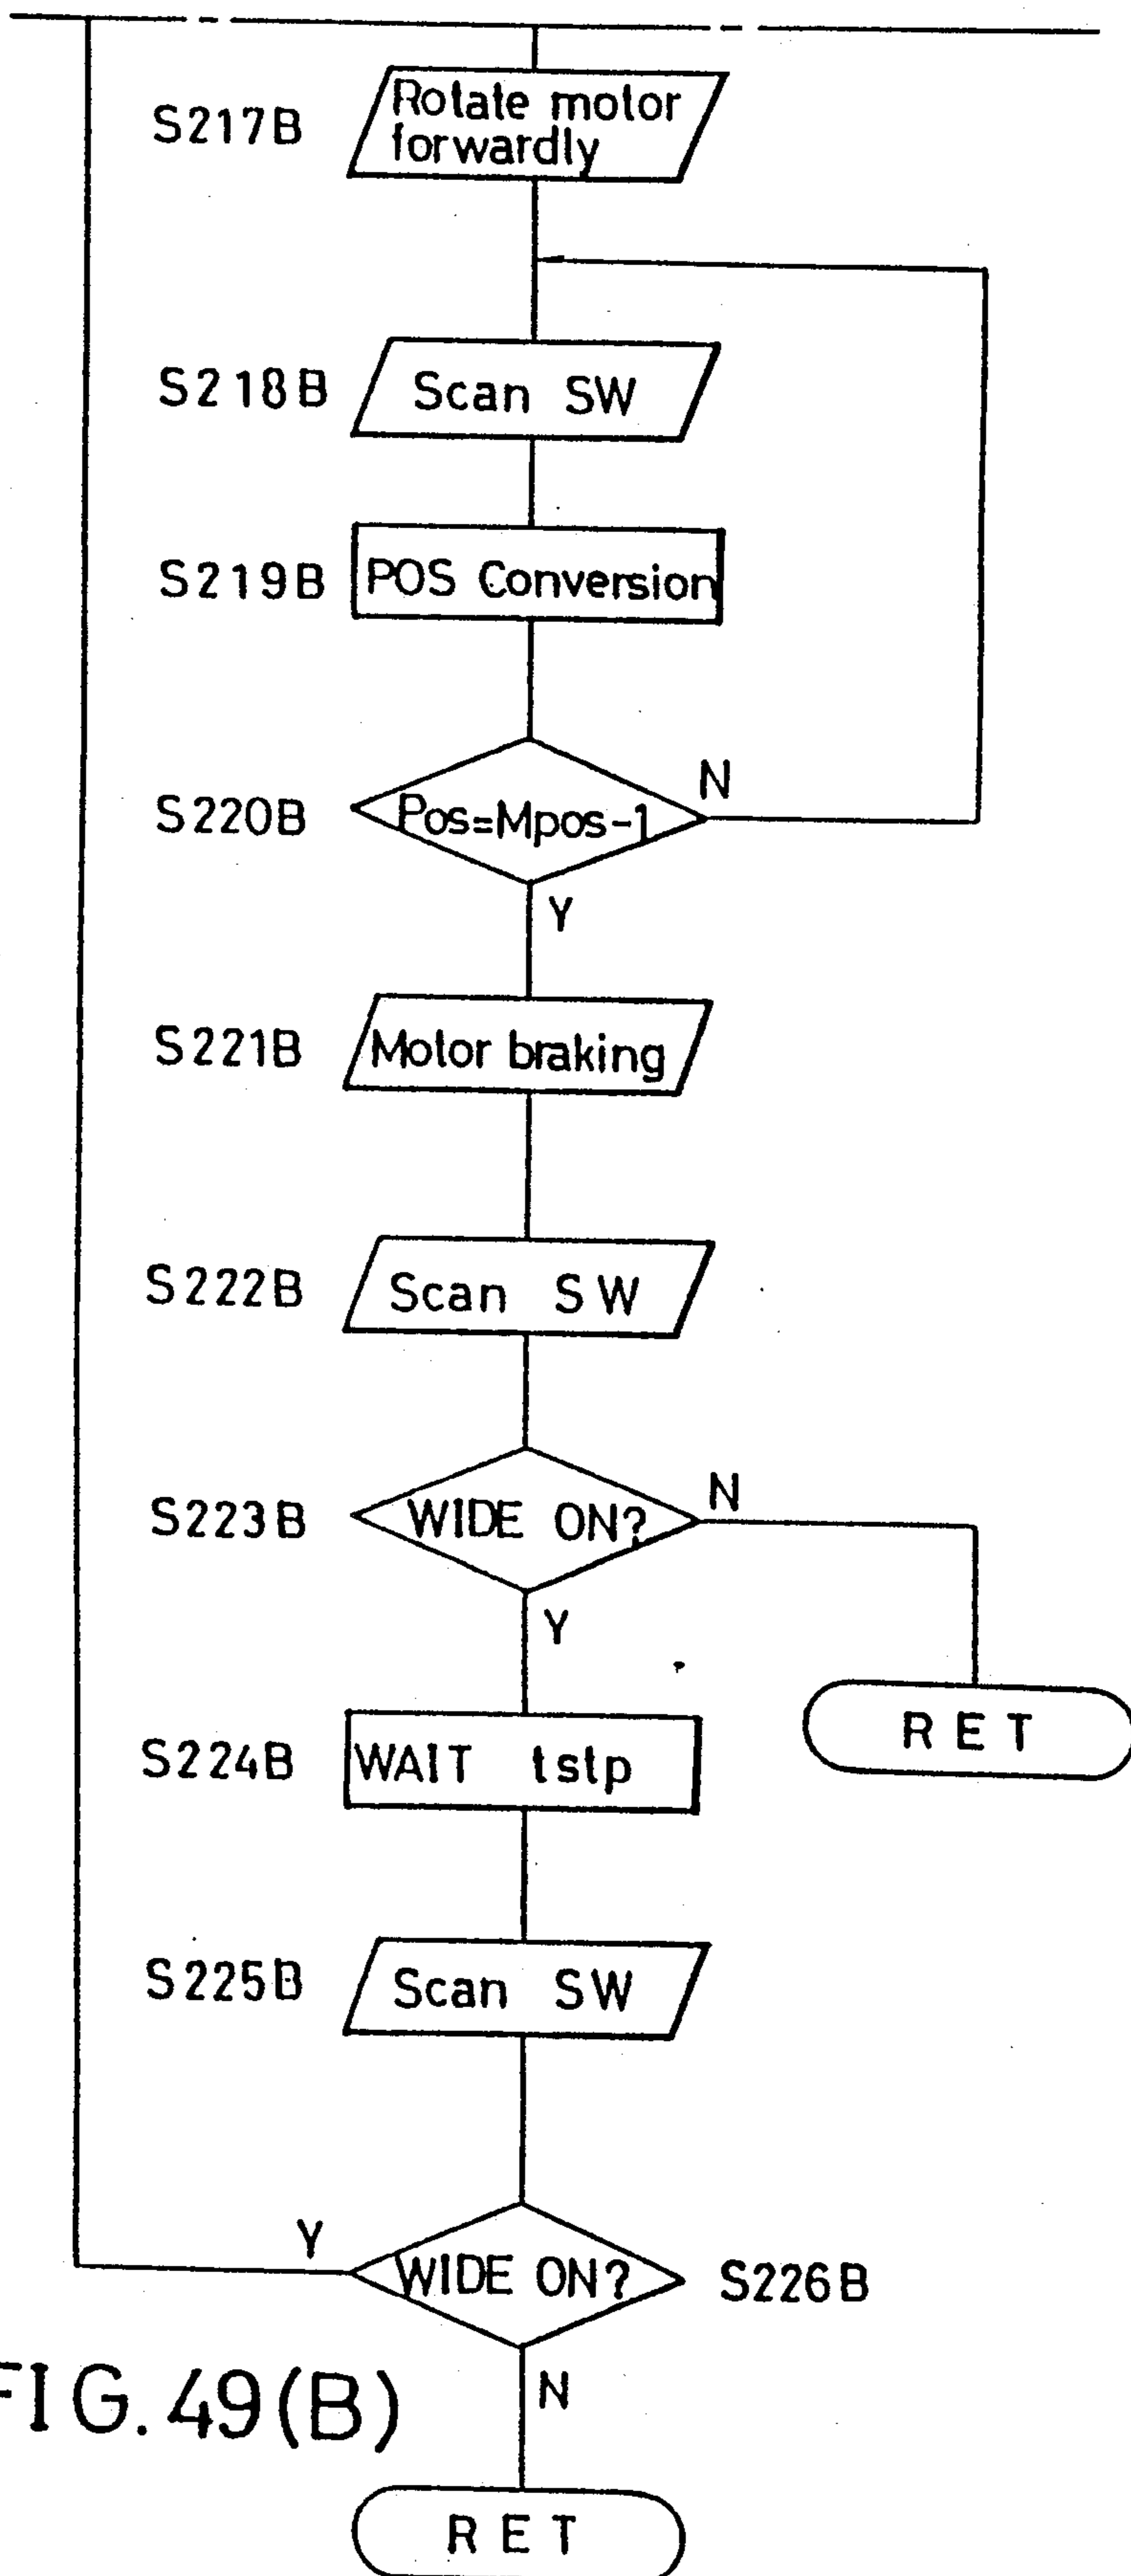 S217B
Rotate motor
forwardly
S218B
Scan SW
S219B
POS Conversion
S220B
Pos=Mpos-1
N
Y
S221B
Motor braking
S222B
Scan SW
S223B
WIDE ON?
N
Y
RET
S224B
WAIT tstp
S225B
Scan SW
Y
WIDE ON?
S226B
N
FIG. 49(B)
RET